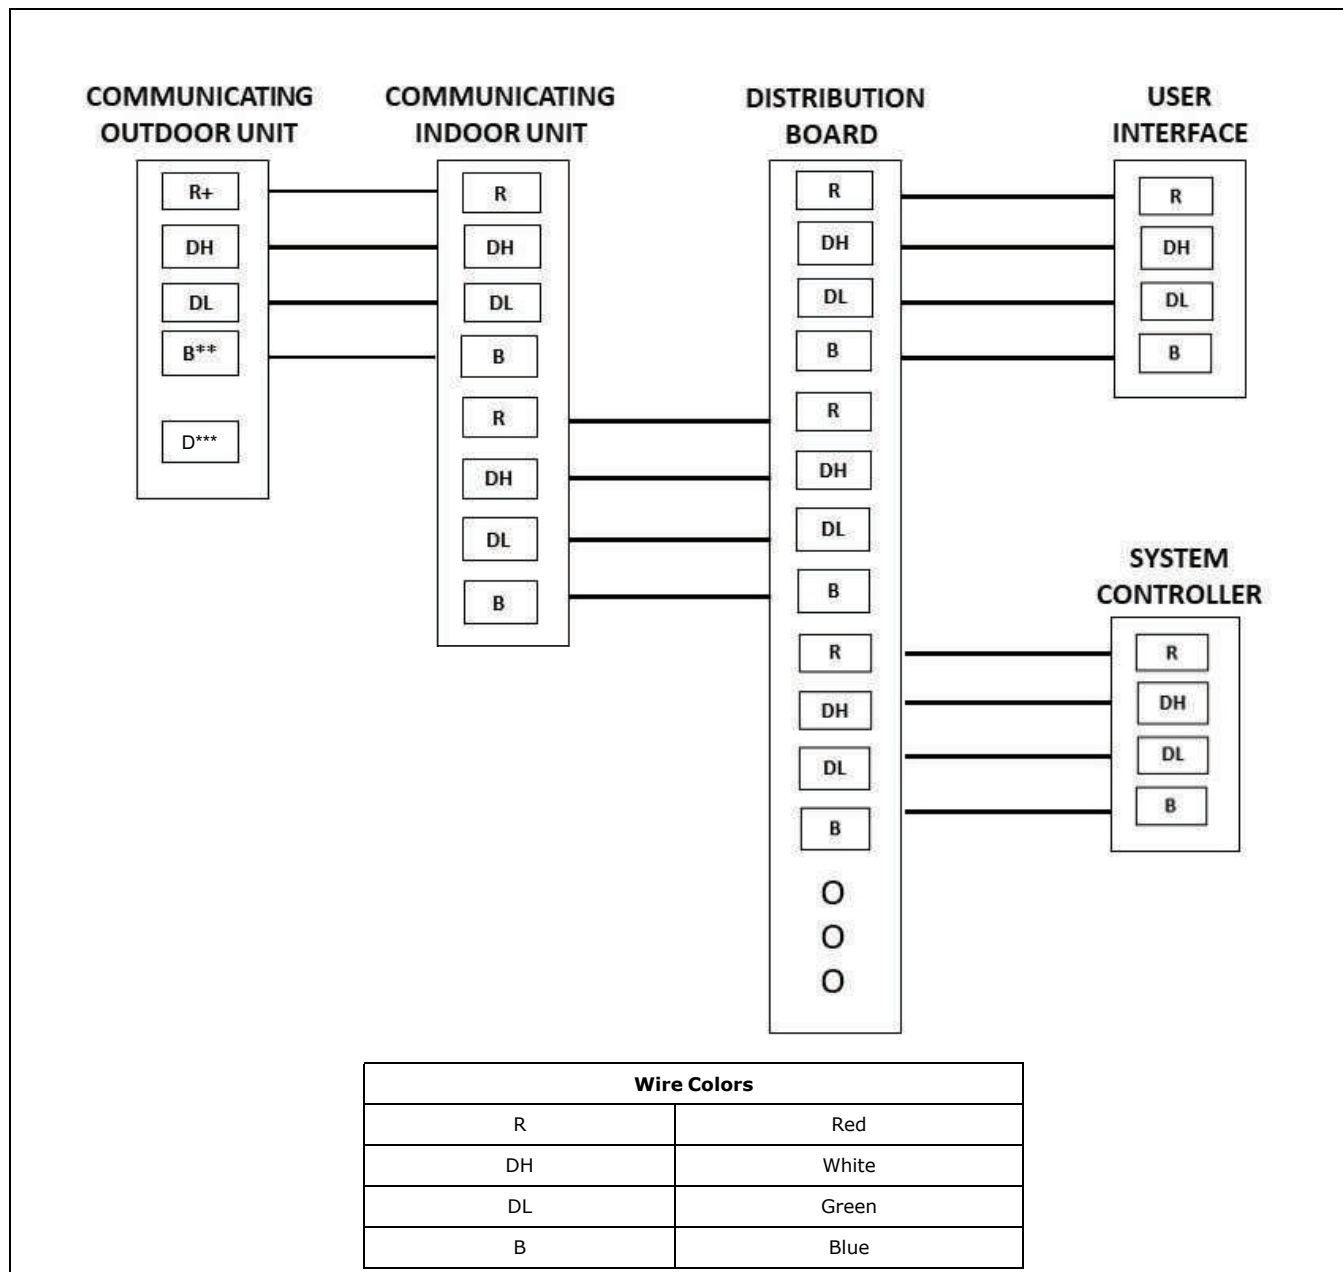 COMMUNICATING
OUTDOOR UNIT
R+
DH
DL
B**
D***
COMMUNICATING
INDOOR UNIT
R
DH
DL
B
R
DH
DL
B
DISTRIBUTION
BOARD
R
DH
DL
B
R
DH
DL
B
R
DH
DL
B
O
O
O
USER
INTERFACE
R
DH
DL
B
SYSTEM
CONTROLLER
R
DH
DL
B
Wire Colors
R Red
DH White
DL Green
B Blue